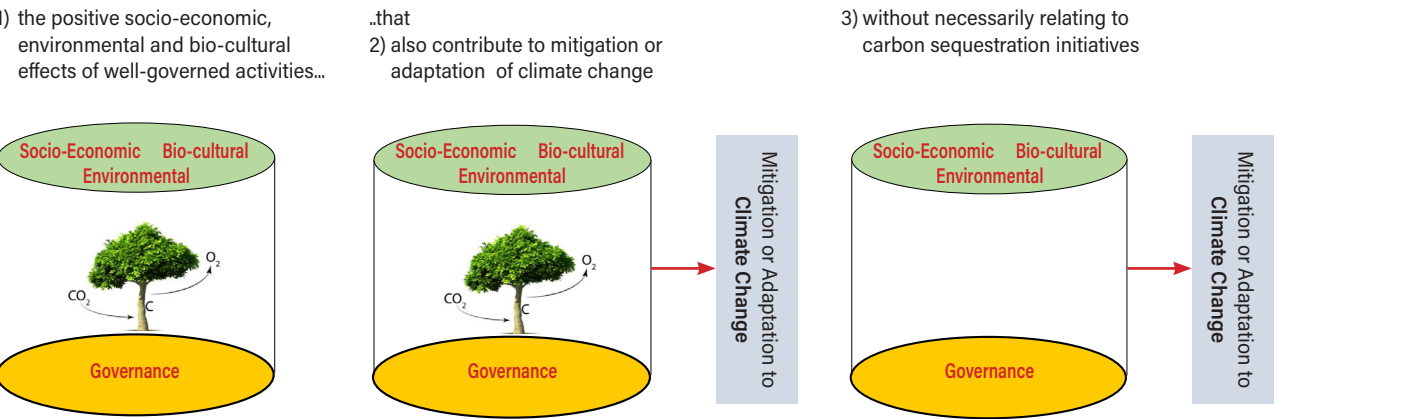 1) the positive socio-economic,
environmental and bio-cultural
effects of well-governed activities...
..that
2) also contribute to mitigation or
adaptation of climate change
3) without necessarily relating to
carbon sequestration initiatives
Socio-Economic Bio-cultural
Environmental
CO2
C
O2
Governance
Socio-Economic Bio-cultural
Environmental
CO2
C
O2
Governance
Mitigation or Adaptation to
Climate Change
Socio-Economic Bio-cultural
Environmental
Governance
Mitigation or Adaptation to
Climate Change